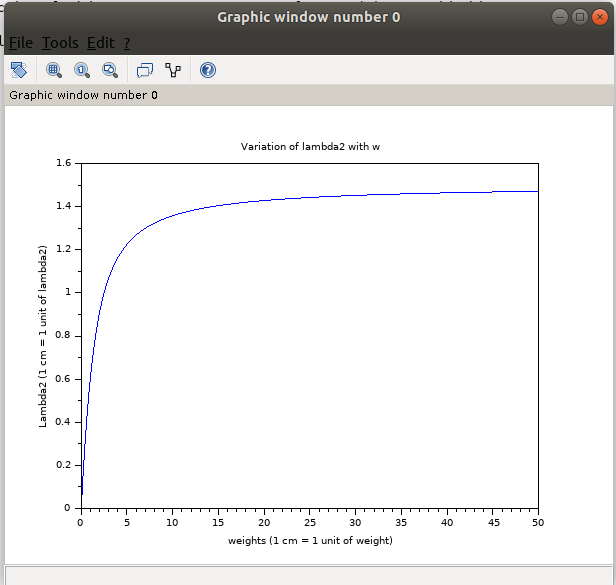 Graphic window number 0
File Tools Edit ?
Graphic window number 0
Variation of lambda2 with w
Lambda2 (1 cm = 1 unit of lambda2)
1.6
1.4
1.2
1
0.8
0.6
0.4
0.2
0
0 5 10 15 20 25 30 35 40 45 50
weights (1 cm = 1 unit of weight)